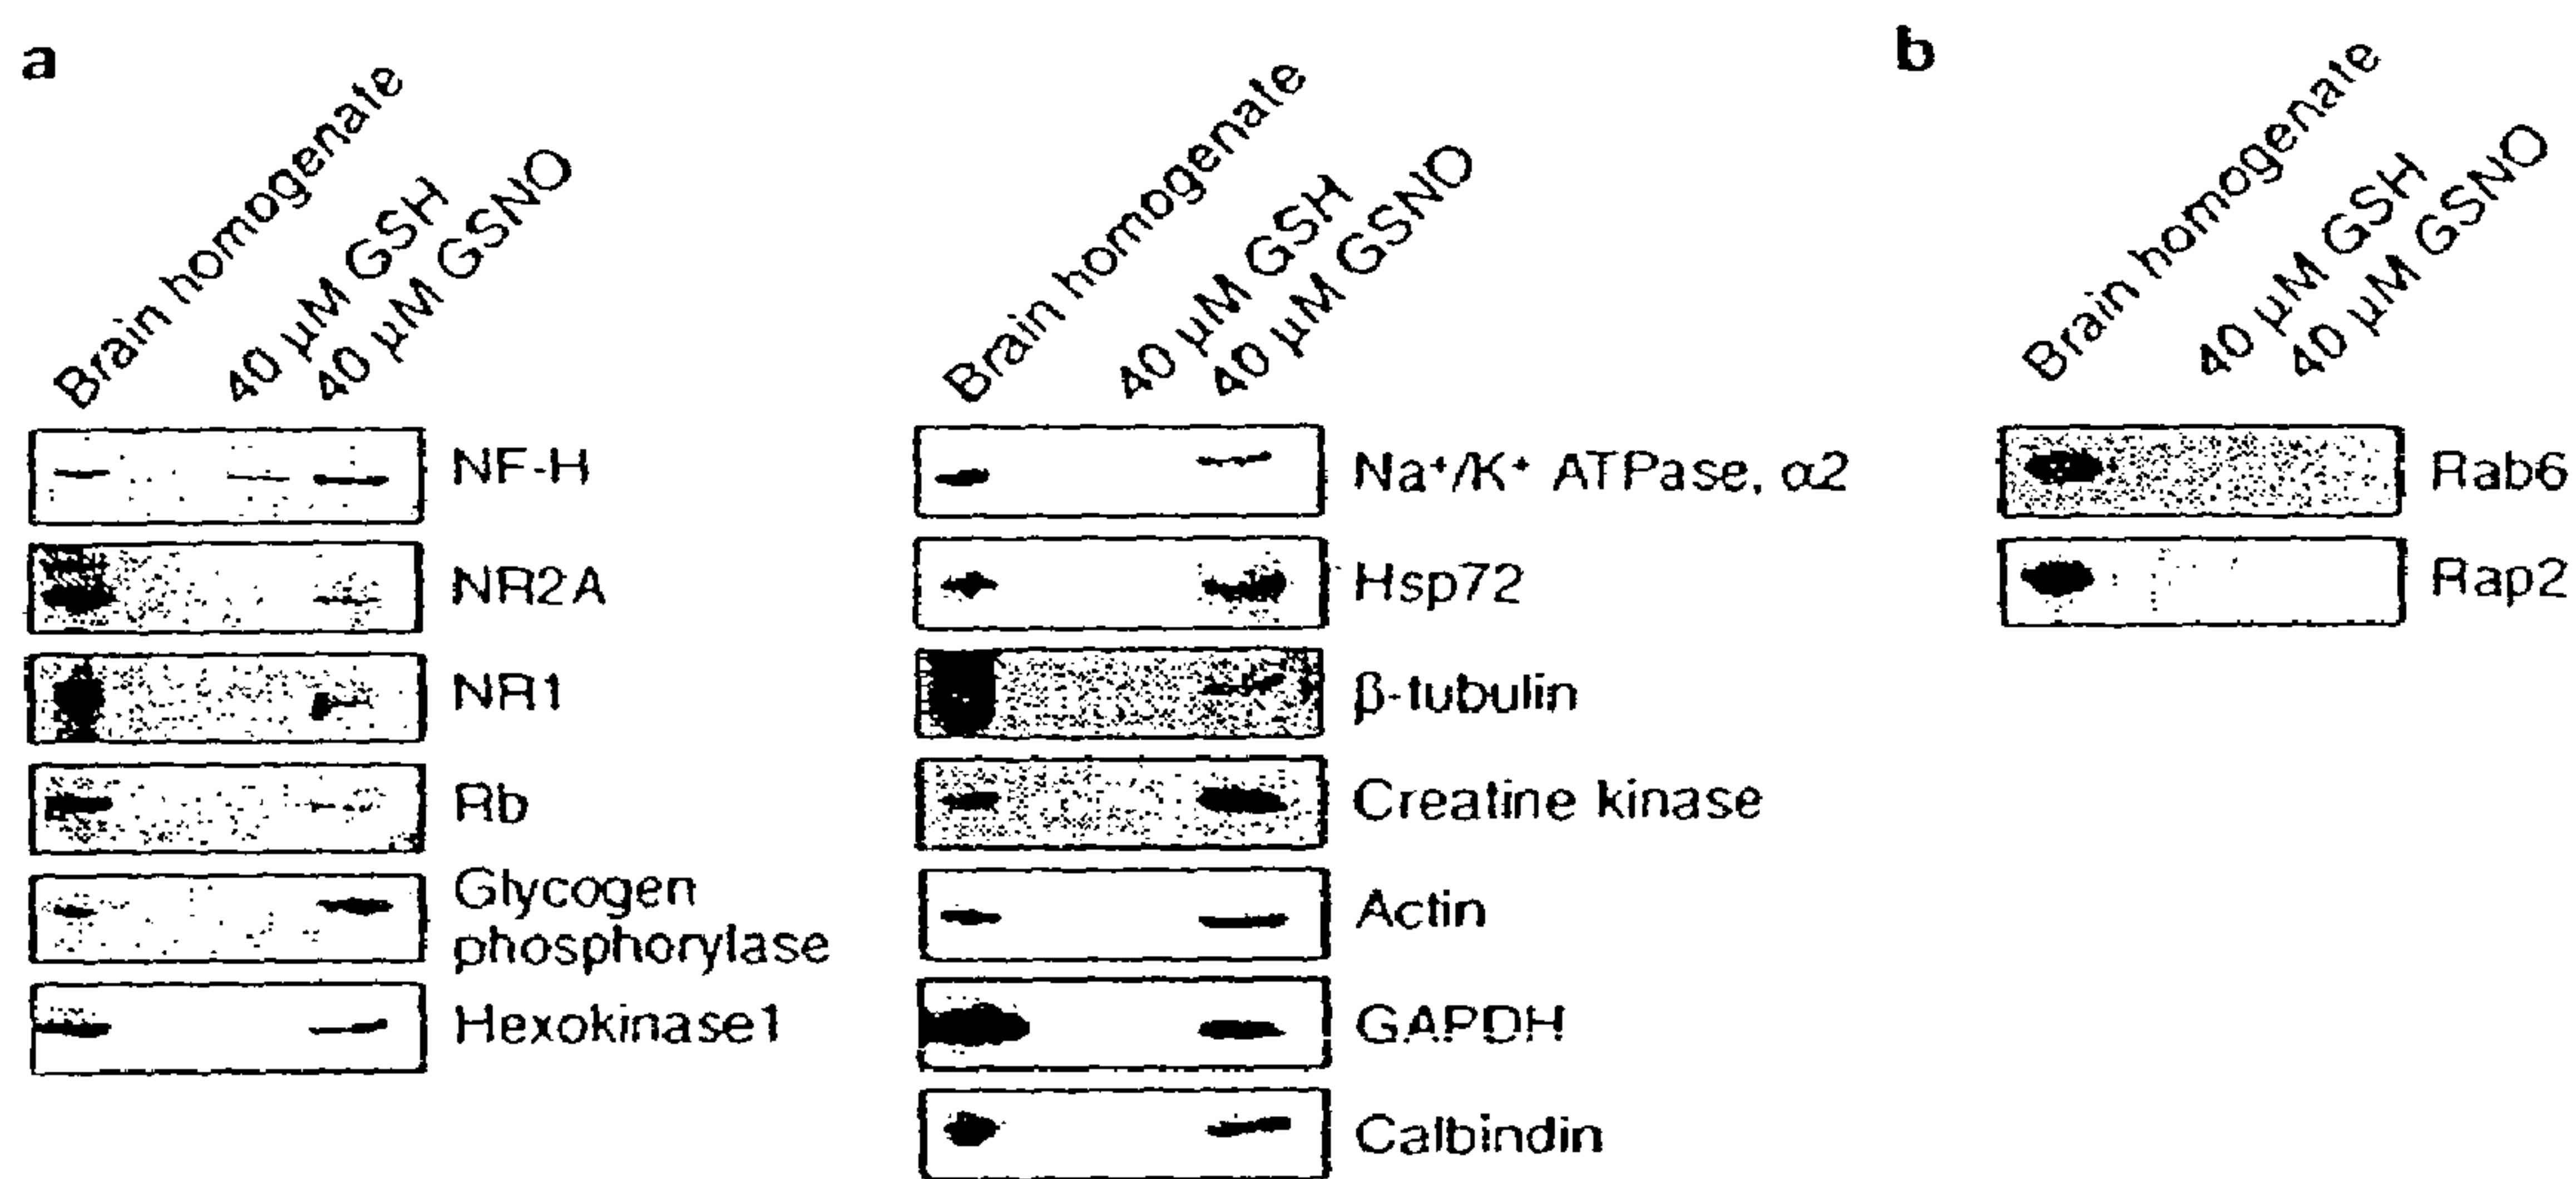 a
Brain homogenate
40 µM GSH
40 µM GSNO
NF-H
NR2A
NR1
Rb
Glycogen
phosphorylase
Hexokinase1
Brain homogenate
40 µM GSH
40 µM GSNO
Na⁺/K⁺ ATPase, α2
Hsp72
β-tubulin
Creatine kinase
Actin
GAPDH
Calbindin
b
Brain homogenate
40 µM GSH
40 µM GSNO
Rab6
Rap2